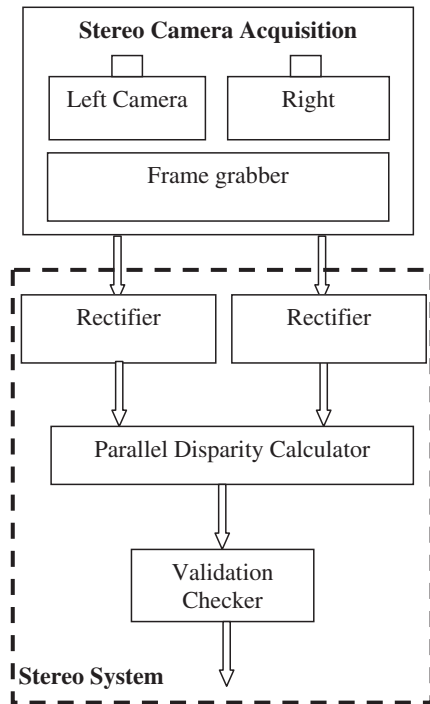 Stereo Camera Acquisition
Left Camera
Right
Frame grabber
Rectifier
Rectifier
Parallel Disparity Calculator
Validation
Checker
Stereo System